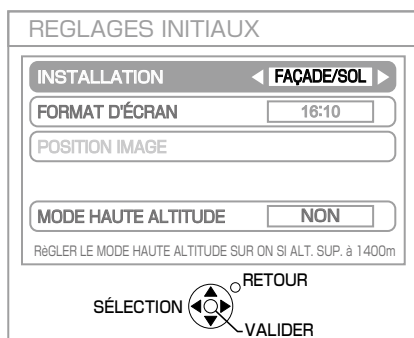 REGLAGES INITIAUX
INSTALLATION FAÇADE/SOL
FORMAT D'ÉCRAN 16:10
POSITION IMAGE
MODE HAUTE ALTITUDE NON
RèGLER LE MODE HAUTE ALTITUDE SUR ON SI ALT. SUP. à 1400m
RETOUR
SÉLECTION
VALIDER